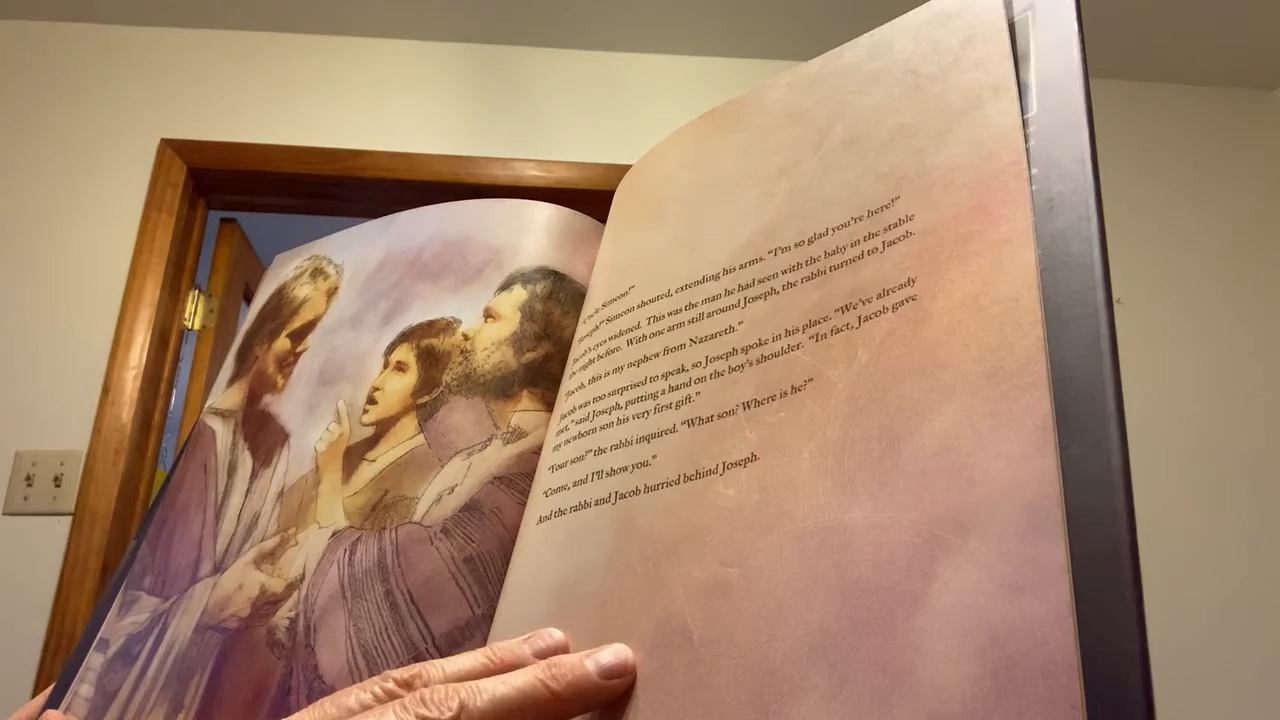 "Uncle Simeon!"
"Joseph!" Simeon shouted, extending his arms. "I'm so glad you're here!"
Jacob's eyes widened. This was the man he had seen with the baby in the stable
the night before. With one arm still around Joseph, the rabbi turned to Jacob.
"Jacob, this is my nephew from Nazareth."
Jacob was too surprised to speak, so Joseph spoke in his place. "We've already
met," said Joseph, putting a hand on the boy's shoulder. "In fact, Jacob gave
my newborn son his very first gift."
"Your son?" the rabbi inquired. "What son? Where is he?"
"Come, and I'll show you."
And the rabbi and Jacob hurried behind Joseph.